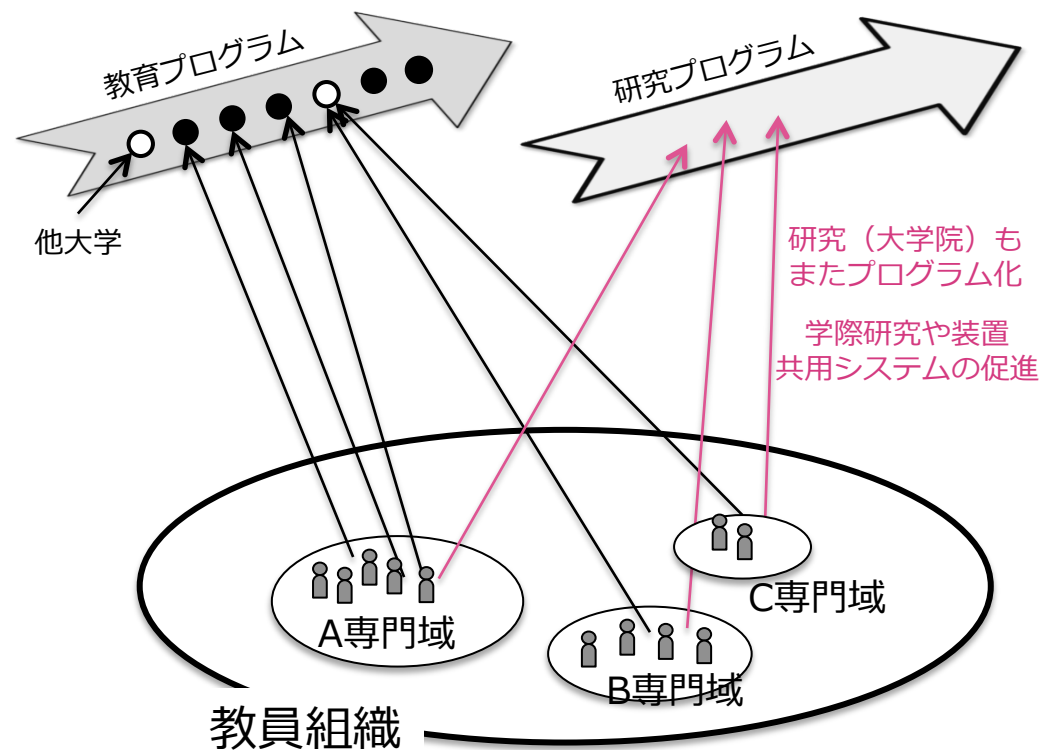 教育プログラム
研究プログラム
他大学
研究（大学院）も
またプログラム化
学際研究や装置
共用システムの促進
C専門域
A専門域
B専門域
教員組織